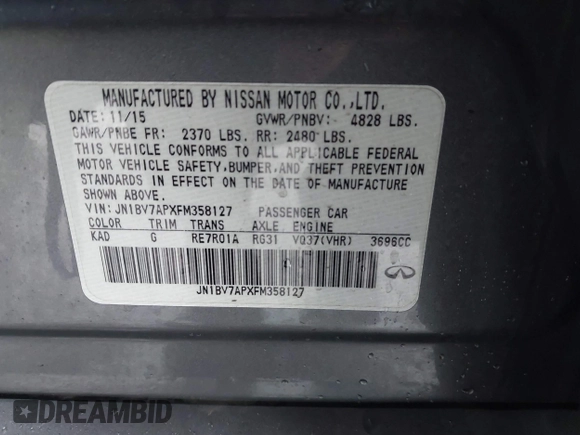 MANUFACTURED BY NISSAN MOTOR CO.,LTD.
DATE: 11/15 GVWR/PNBV: 4828 LBS.
GAWR/PNBE FR: 2370 LBS. RR: 2480 LBS.
THIS VEHICLE CONFORMS TO ALL APPLICABLE FEDERAL
MOTOR VEHICLE SAFETY,BUMPER,AND THEFT PREVENTION
STANDARDS IN EFFECT ON THE DATE OF MANUFACTURE
SHOWN ABOVE.
VIN: JN1BV7APXFM358127 PASSENGER CAR
COLOR TRIM TRANS AXLE ENGINE
KAD G RE7R01A RG31 VQ37(VHR) 3696CC
JN1BV7APXFM358127
DREAMBID